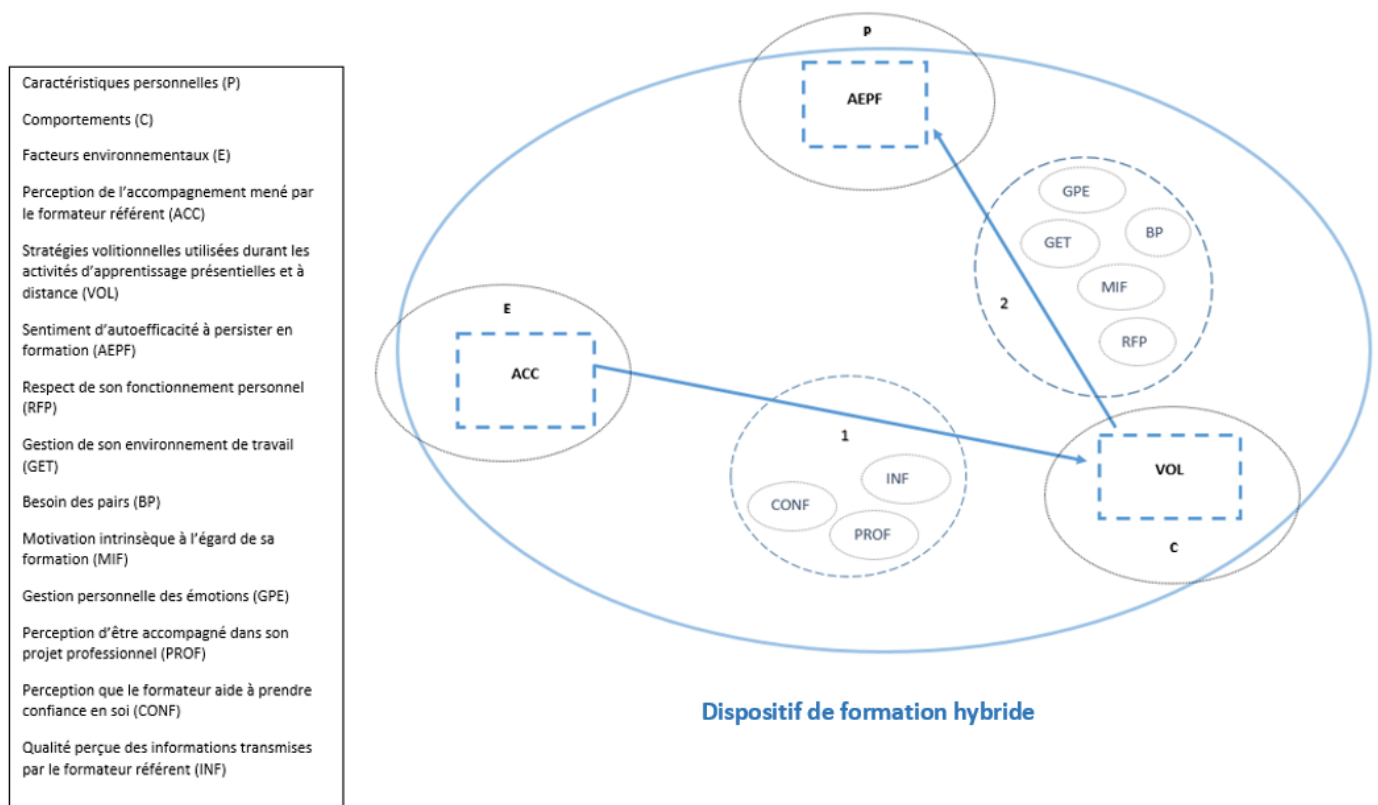 Caractéristiques personnelles (P)
Comportements (C)
Facteurs environnementaux (E)
Perception de l'accompagnement mené par
le formateur référent (ACC)
Stratégies volitionnelles utilisées durant les
activités d'apprentissage présentielles et à
distance (VOL)
Sentiment d'autoefficacité à persister en
formation (AEPF)
Respect de son fonctionnement personnel
(RFP)
Gestion de son environnement de travail
(GET)
Besoin des pairs (BP)
Motivation intrinsèque à l'égard de sa
formation (MIF)
Gestion personnelle des émotions (GPE)
Perception d'être accompagné dans son
projet professionnel (PROF)
Perception que le formateur aide à prendre
confiance en soi (CONF)
Qualité perçue des informations transmises
par le formateur référent (INF)
P
AEPF
GPE
GET
BP
MIF
2
RFP
E
ACC
1
INF
CONF
PROF
VOL
C
Dispositif de formation hybride